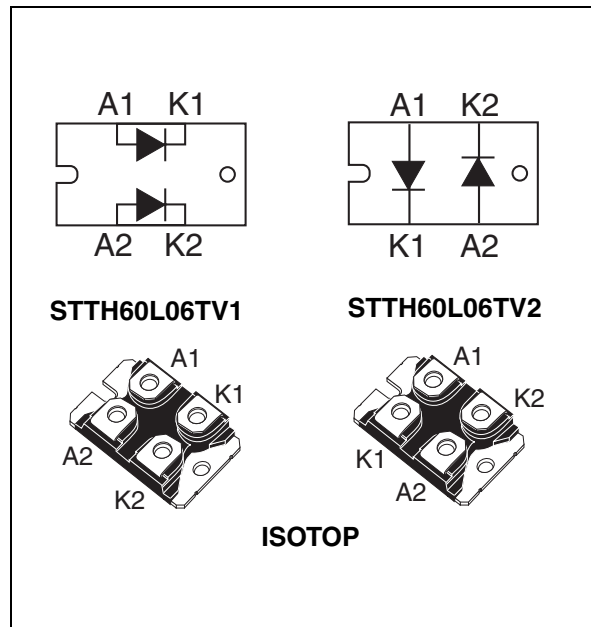 A1 K1 A1 K2
A2 K2 K1 A2
STTH60L06TV1 STTH60L06TV2
A1 A1
K1 K2
A2 K1
K2 A2
ISOTOP